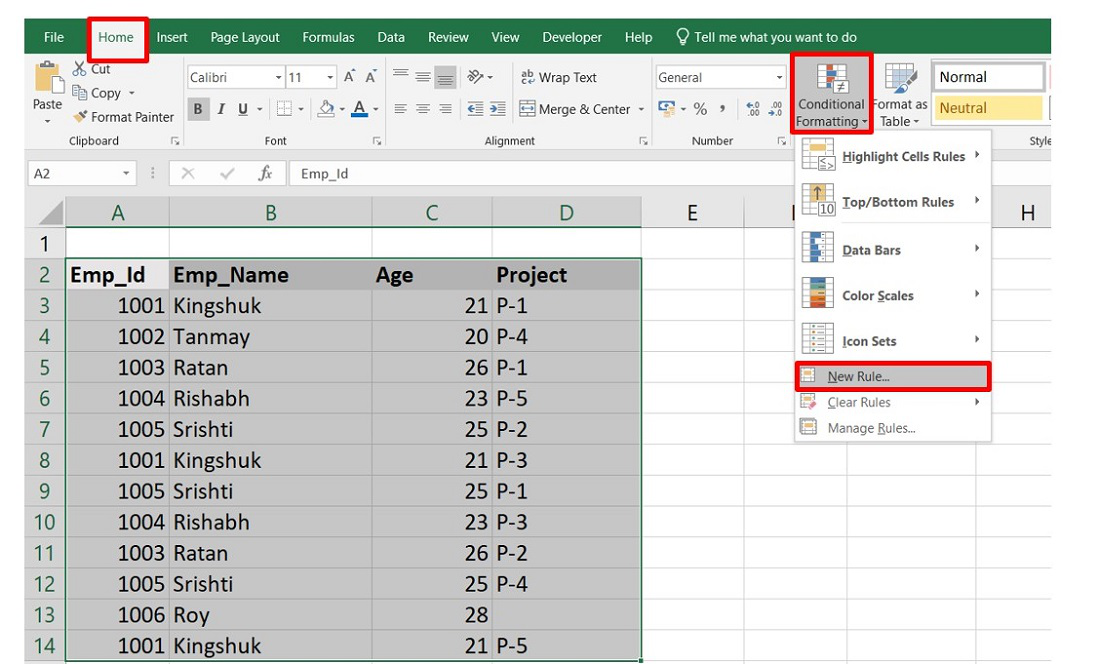 File Home Insert Page Layout Formulas Data Review View Developer Help Tell me what you want to do
Cut
Copy
Format Painter
Paste
Clipboard
Calibri 11
B I U
Font
Wrap Text
Merge & Center
Alignment
General
%
Number
Conditional Formatting
Format as Table
Normal
Neutral
Style
Highlight Cells Rules
Top/Bottom Rules
Data Bars
Color Scales
Icon Sets
New Rule...
Clear Rules
Manage Rules...
A2 fx Emp_Id
A B C D E H
1
2 Emp_Id Emp_Name Age Project
3 1001 Kingshuk 21 P-1
4 1002 Tanmay 20 P-4
5 1003 Ratan 26 P-1
6 1004 Rishabh 23 P-5
7 1005 Srishti 25 P-2
8 1001 Kingshuk 21 P-3
9 1005 Srishti 25 P-1
10 1004 Rishabh 23 P-3
11 1003 Ratan 26 P-2
12 1005 Srishti 25 P-4
13 1006 Roy 28
14 1001 Kingshuk 21 P-5